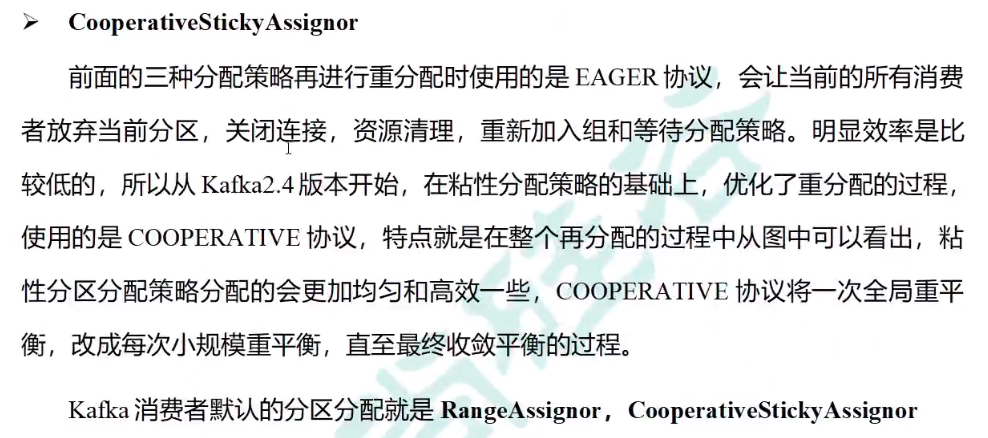 ➢ CooperativeStickyAssignor
前面的三种分配策略再进行重分配时使用的是 EAGER 协议，会让当前的所有消费
者放弃当前分区，关闭连接，资源清理，重新加入组和等待分配策略。明显效率是比
较低的，所以从 Kafka2.4 版本开始，在粘性分配策略的基础上，优化了重分配的过程，
使用的是 COOPERATIVE 协议，特点就是在整个再分配的过程中从图中可以看出，粘
性分区分配策略分配的会更加均匀和高效一些，COOPERATIVE 协议将一次全局重平
衡，改成每次小规模重平衡，直至最终收敛平衡的过程。
Kafka 消费者默认的分区分配就是 RangeAssignor，CooperativeStickyAssignor